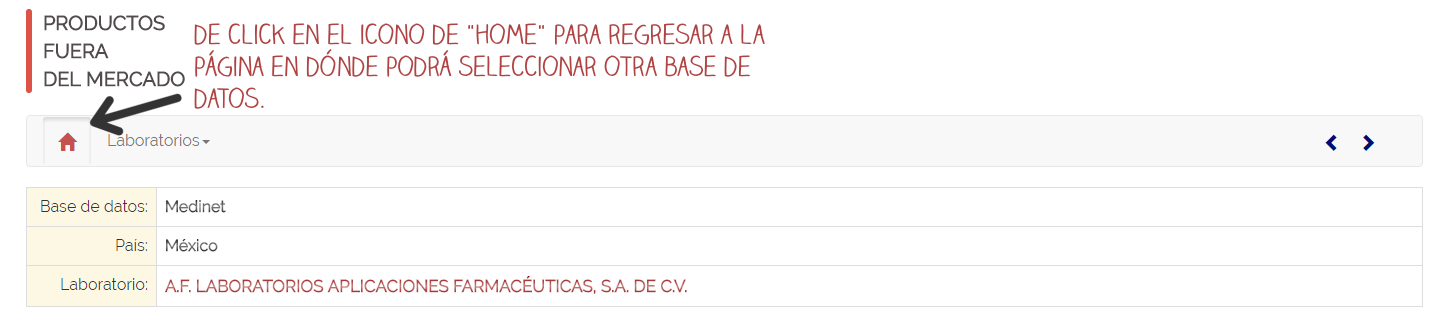 PRODUCTOS
FUERA
DEL MERCADO
DE CLICK EN EL ICONO DE "HOME" PARA REGRESAR A LA
PÁGINA EN DÓNDE PODRÁ SELECCIONAR OTRA BASE DE
DATOS.
Laboratorios
Base de datos: Medinet
País: México
Laboratorio: A.F. LABORATORIOS APLICACIONES FARMACÉUTICAS, S.A. DE C.V.